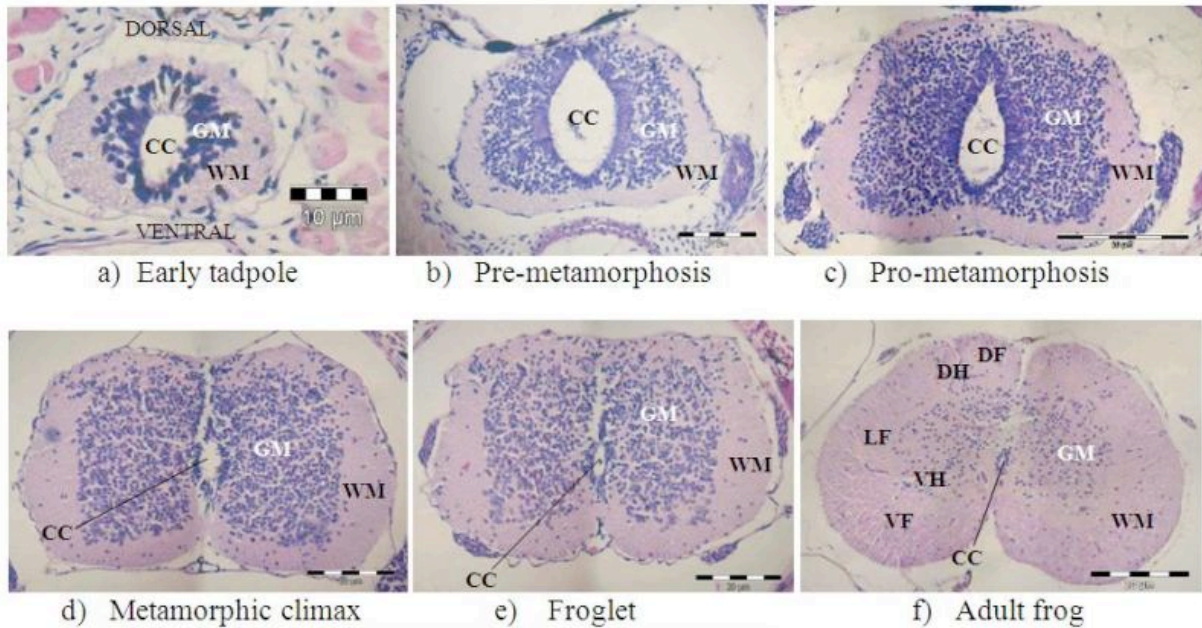 DORSAL
GM
CC
WM
10 µm
VENTRAL
CC
GM
WM
GM
CC
WM
a) Early tadpole
b) Pre-metamorphosis
c) Pro-metamorphosis
GM
WM
CC
GM
WM
CC
DF
DH
LF
GM
VH
VF
WM
CC
d) Metamorphic climax
e) Froglet
f) Adult frog